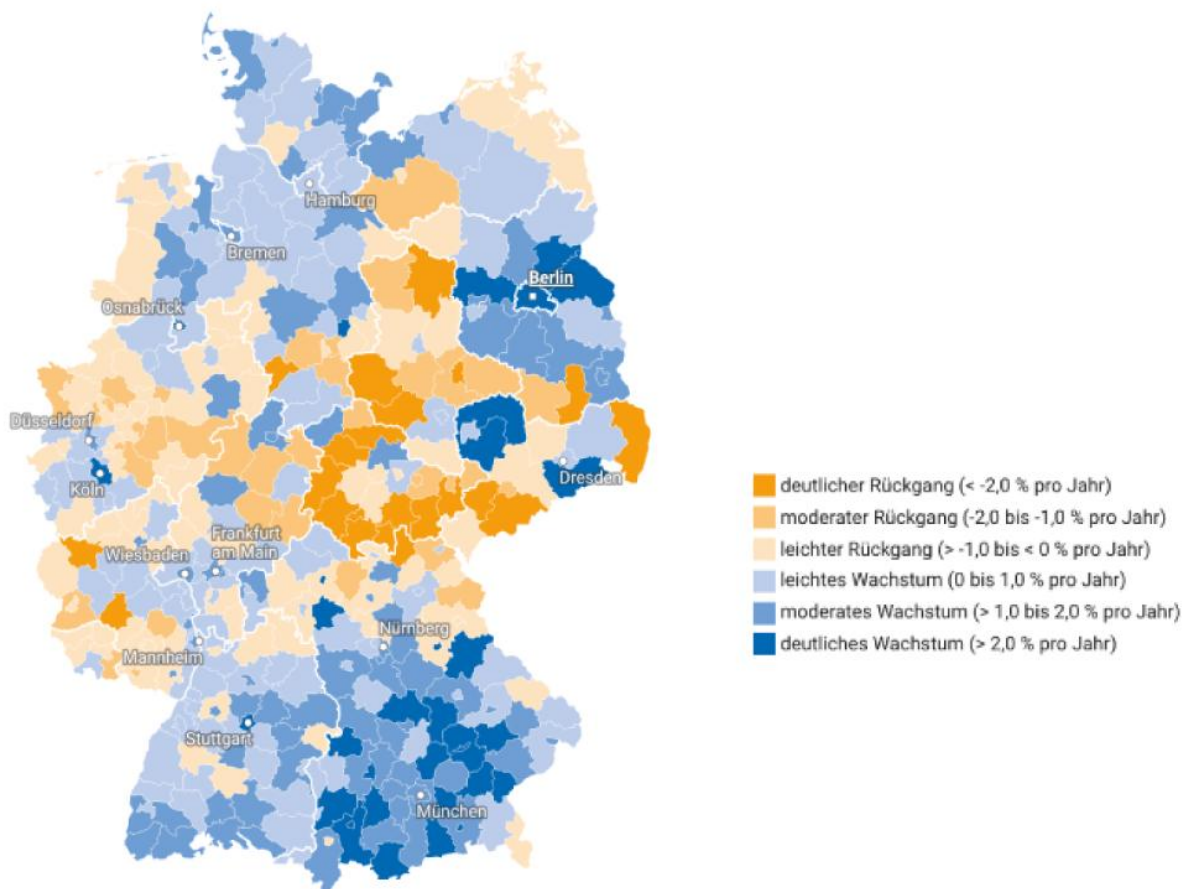 Hamburg
Bremen
Berlin
Osnabrück
Düsseldorf
Köln
Dresden
Frankfurt
am Main
Wiesbaden
Nürnberg
Mannheim
Stuttgart
München
deutlicher Rückgang (< -2,0 % pro Jahr)
moderater Rückgang (-2,0 bis -1,0 % pro Jahr)
leichter Rückgang (> -1,0 bis < 0 % pro Jahr)
leichtes Wachstum (0 bis 1,0 % pro Jahr)
moderates Wachstum (> 1,0 bis 2,0 % pro Jahr)
deutliches Wachstum (> 2,0 % pro Jahr)